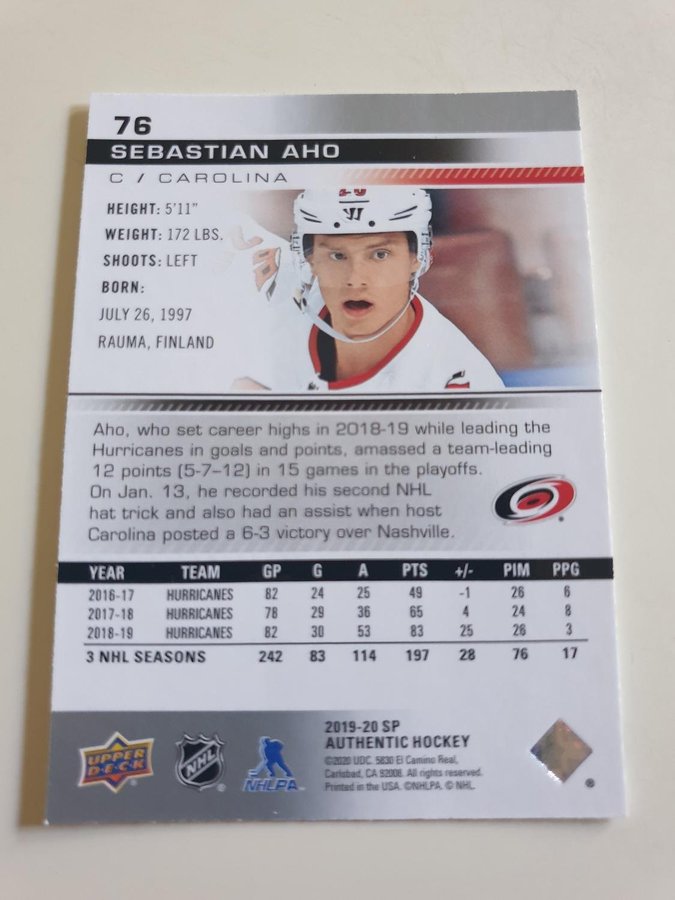 76
SEBASTIAN AHO
C / CAROLINA
HEIGHT: 5'11"
WEIGHT: 172 LBS.
SHOOTS: LEFT
BORN:
JULY 26, 1997
RAUMA, FINLAND
Aho, who set career highs in 2018-19 while leading the
Hurricanes in goals and points, amassed a team-leading
12 points (5-7–12) in 15 games in the playoffs.
On Jan. 13, he recorded his second NHL
hat trick and also had an assist when host
Carolina posted a 6-3 victory over Nashville.
YEAR TEAM GP G A PTS +/- PIM PPG
2016-17 HURRICANES 82 24 25 49 -1 26 6
2017-18 HURRICANES 78 29 36 65 4 24 8
2018-19 HURRICANES 82 30 53 83 25 26 3
3 NHL SEASONS 242 83 114 197 28 76 17
UPPER
DECK
NHL
NHLPA
2019-20 SP
AUTHENTIC HOCKEY
©2020 UDC. 5830 El Camino Real,
Carlsbad, CA 92008. All rights reserved.
Printed in the USA. ©NHLPA. © NHL.
®